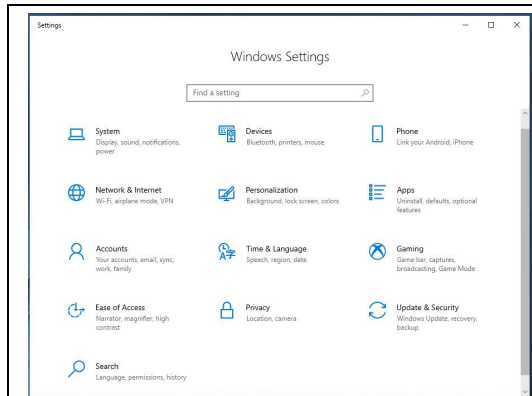 Settings
Windows Settings
Find a setting
System
Display, sound, notifications,
power
Devices
Bluetooth, printers, mouse
Phone
Link your Android, iPhone
Network & Internet
Wi-Fi, airplane mode, VPN
Personalization
Background, lock screen, colors
Apps
Uninstall, defaults, optional
features
Accounts
Your accounts, email, sync,
work, family
Time & Language
Speech, region, date
Gaming
Game bar, captures,
broadcasting, Game Mode
Ease of Access
Narrator, magnifier, high
contrast
Privacy
Location, camera
Update & Security
Windows Update, recovery,
backup
Search
Language, permissions, history